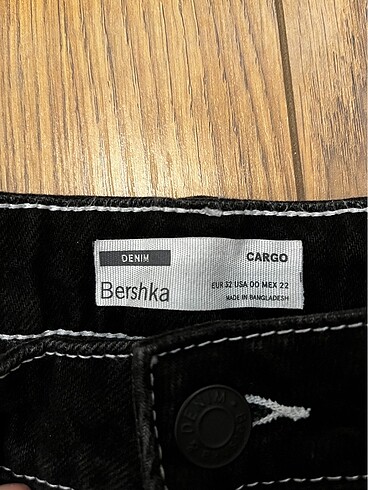 DENIM
CARGO
Bershka
EUR 32 USA 00 MEX 22
MADE IN BANGLADESH
DENIM